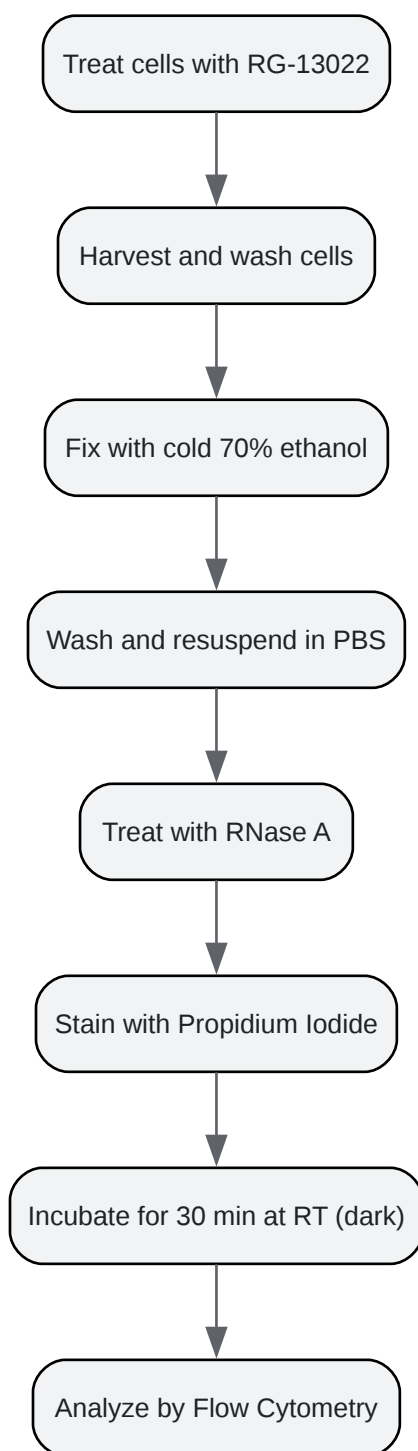 Treat cells with RG-13022
Harvest and wash cells
Fix with cold 70% ethanol
Wash and resuspend in PBS
Treat with RNase A
Stain with Propidium Iodide
Incubate for 30 min at RT (dark)
Analyze by Flow Cytometry